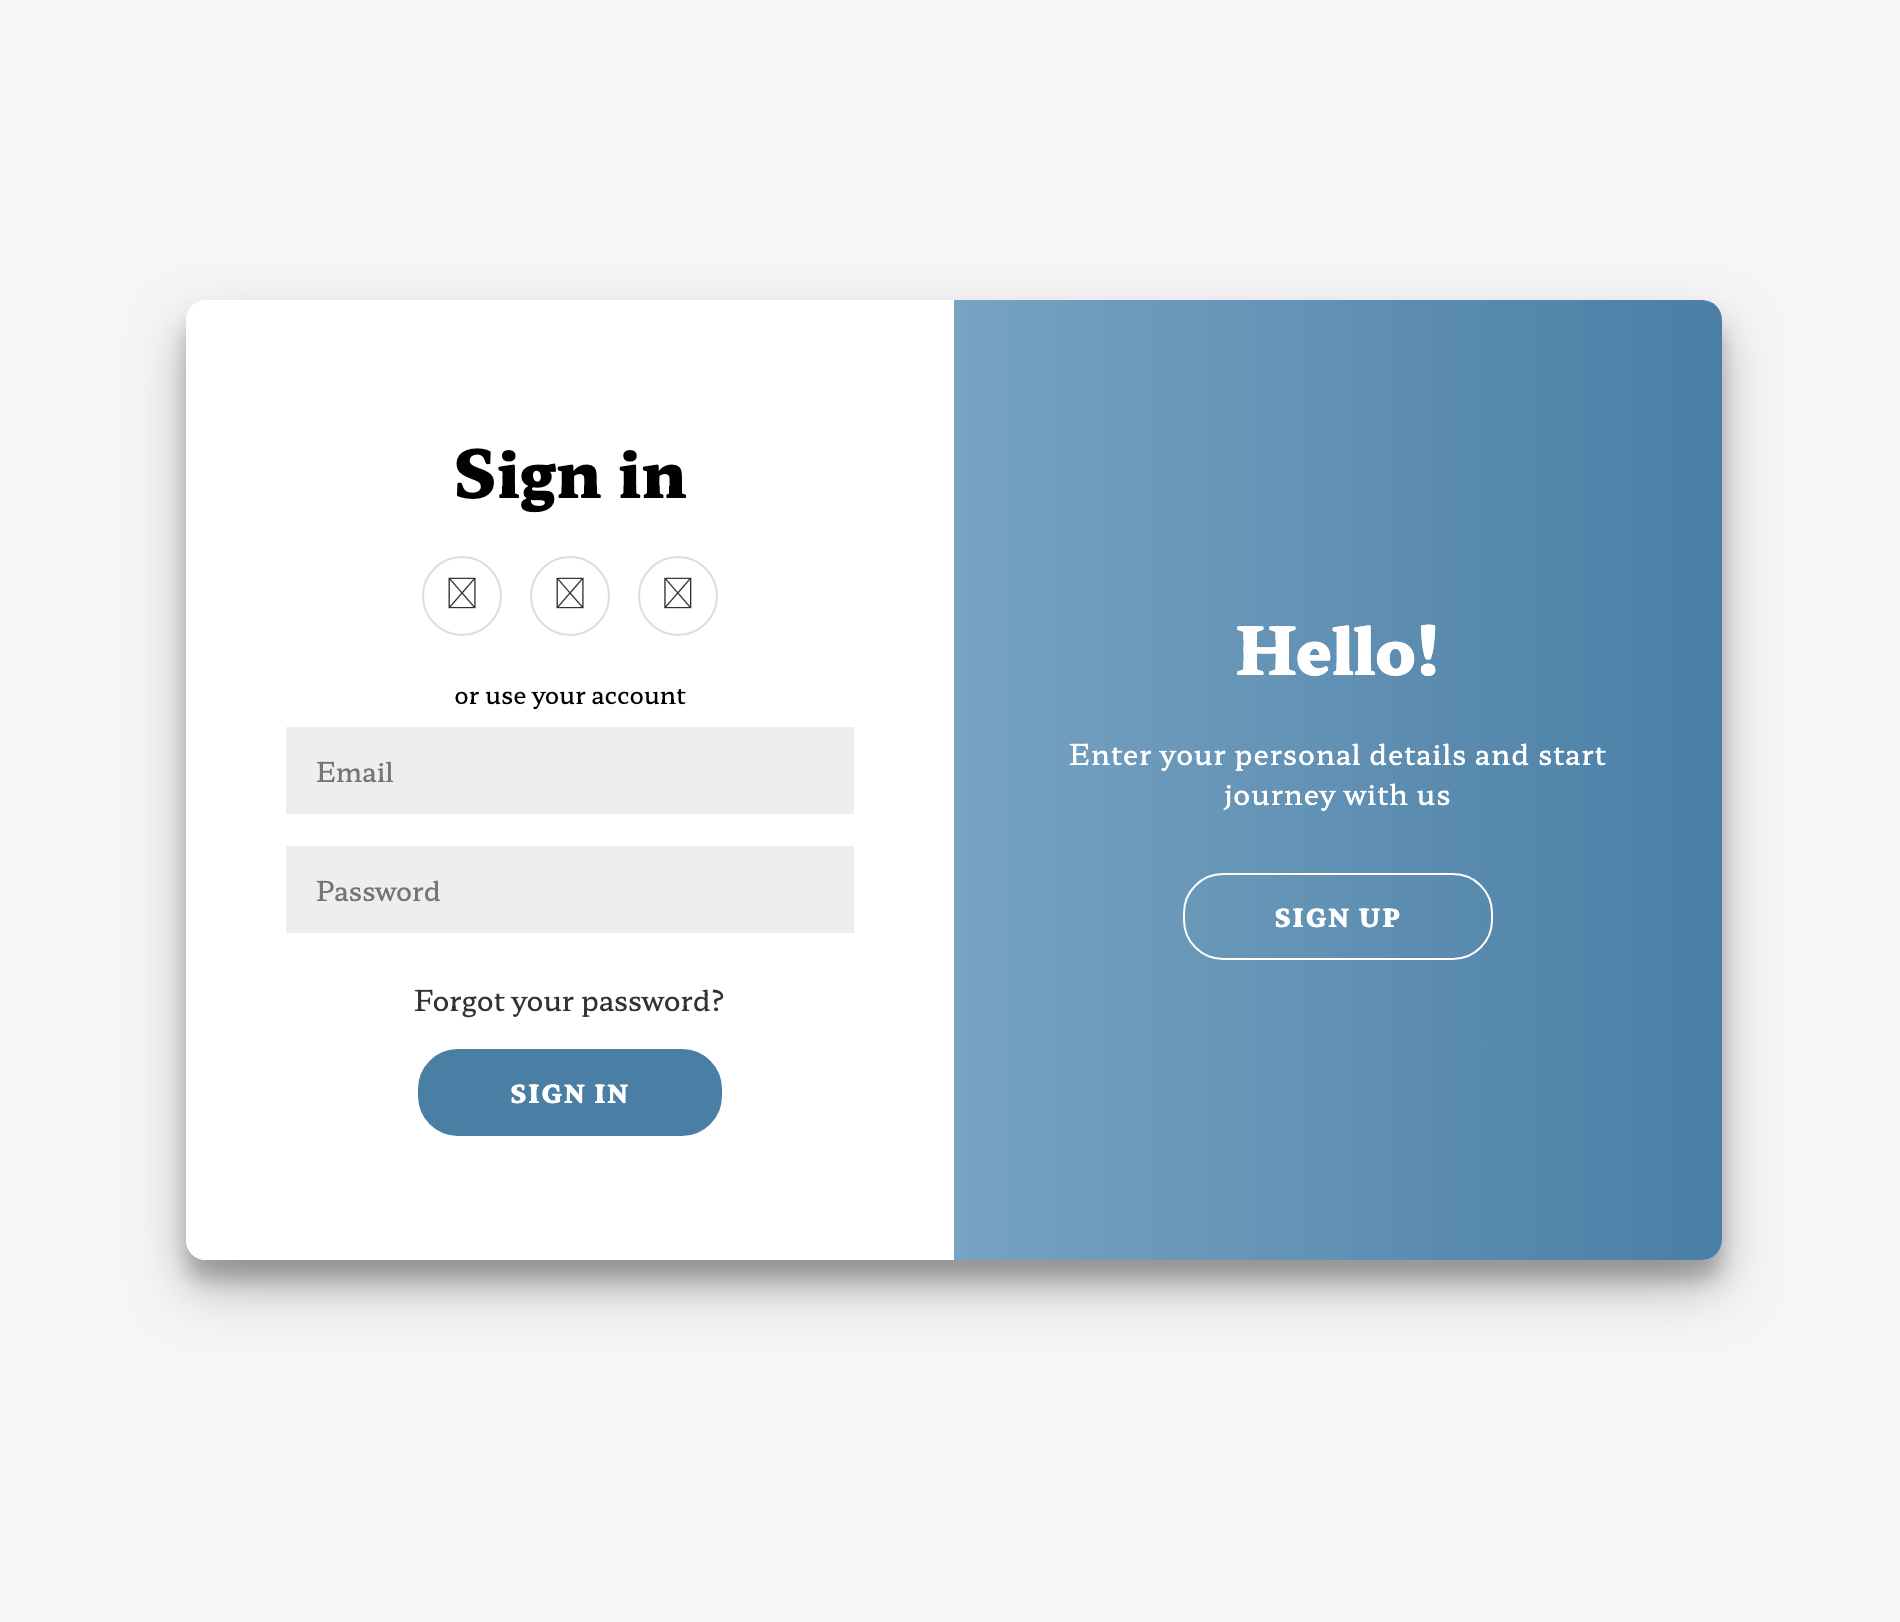 Sign in
or use your account
Email
Password
Forgot your password?
SIGN IN
Hello!
Enter your personal details and start
journey with us
SIGN UP